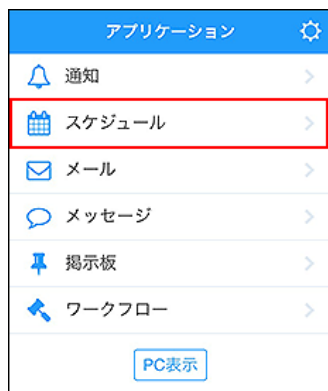 アプリケーション
通知
スケジュール
メール
メッセージ
掲示板
ワークフロー
PC表示